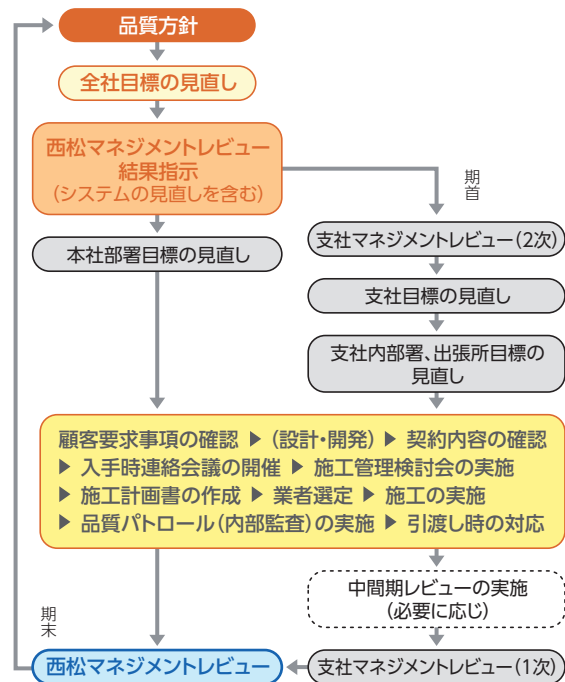 品質方針
全社目標の見直し
西松マネジメントレビュー
結果指示
(システムの見直しを含む)
期首
本社部署目標の見直し
支社マネジメントレビュー(2次)
支社目標の見直し
支社内部署、出張所目標の
見直し
顧客要求事項の確認 ▶ (設計・開発) ▶ 契約内容の確認
▶ 入手時連絡会議の開催 ▶ 施工管理検討会の実施
▶ 施工計画書の作成 ▶ 業者選定 ▶ 施工の実施
▶ 品質パトロール(内部監査)の実施 ▶ 引渡し時の対応
中間期レビューの実施
(必要に応じ)
期末
西松マネジメントレビュー
支社マネジメントレビュー(1次)